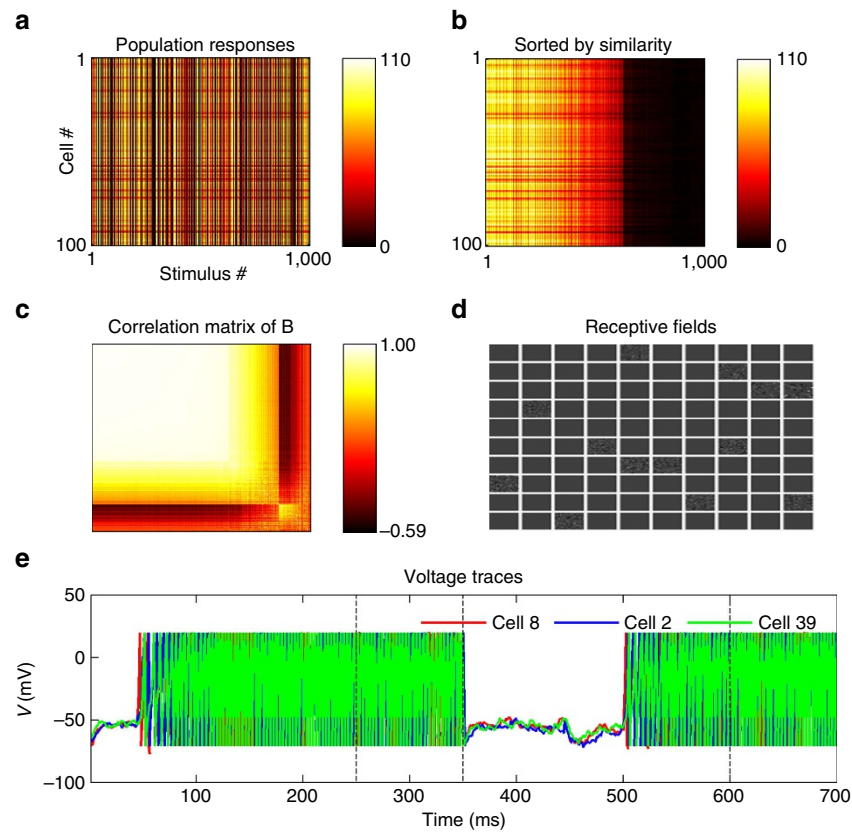 a
Population responses
1
Cell #
100
1
1,000
Stimulus #
110
0
b
Sorted by similarity
1
100
1
1,000
110
0
c
Correlation matrix of B
1.00
−0.59
d
Receptive fields
e
Voltage traces
50
0
−50
−100
V (mV)
Cell 8
Cell 2
Cell 39
100
200
300
400
500
600
700
Time (ms)